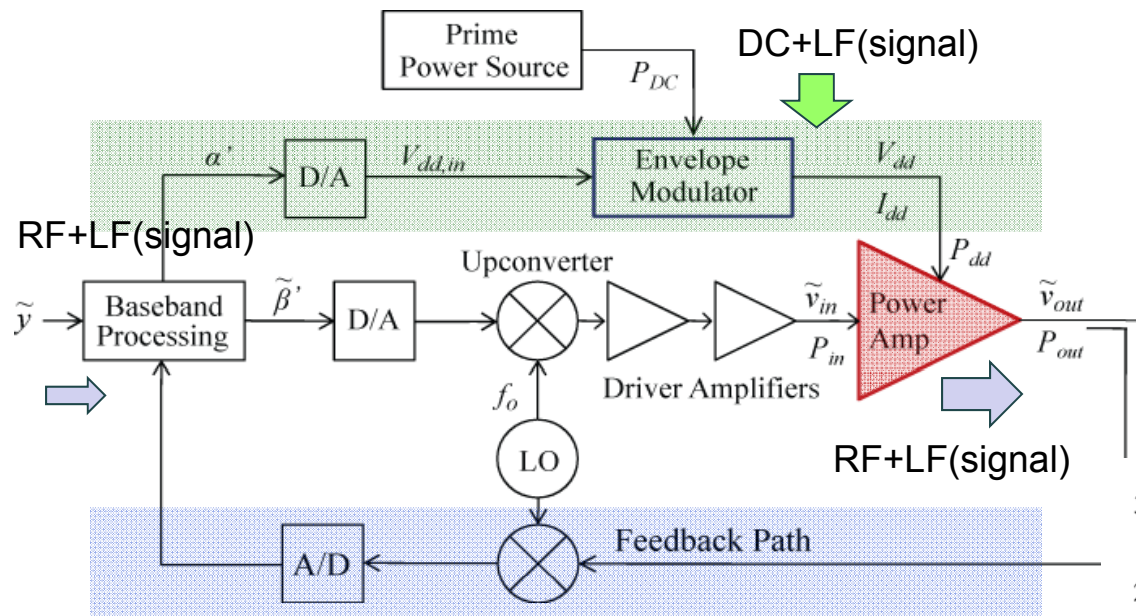 Prime
Power Source
DC+LF(signal)
P_DC
α’
D/A
V_dd,in
Envelope
Modulator
V_dd
I_dd
RF+LF(signal)
Upconverter
P_dd
ỹ
Baseband
Processing
β̃’
D/A
ṽ_in
P_in
Power
Amp
ṽ_out
P_out
f_o
Driver Amplifiers
LO
RF+LF(signal)
A/D
Feedback Path